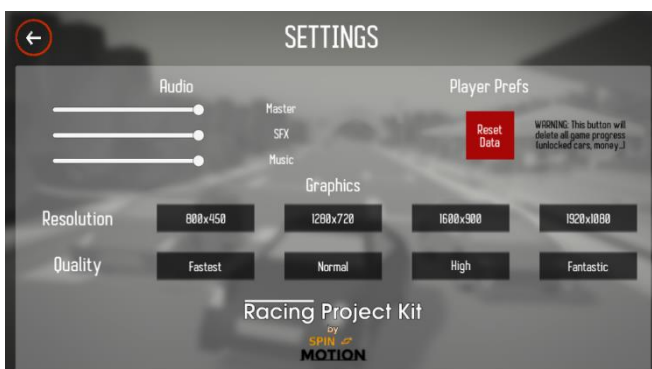 SETTINGS
Audio
Player Prefs
Master
SFX
Music
Reset
Data
WARNING: This button will
delete all game progress
(unlocked cars, money...)
Graphics
Resolution
800x450
1280x720
1600x900
1920x1080
Quality
Fastest
Normal
High
Fantastic
Racing Project Kit
by
SPIN
MOTION